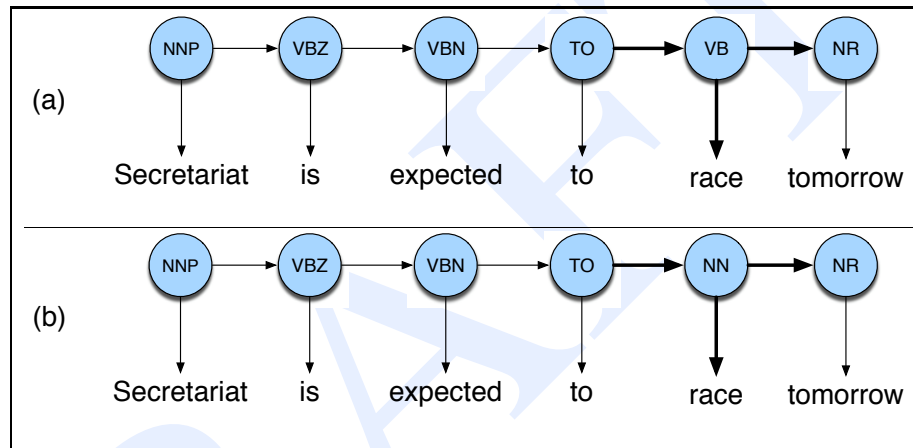 NNP VBZ VBN TO VB NR
(a)
Secretariat is expected to race tomorrow
NNP VBZ VBN TO NN NR
(b)
Secretariat is expected to race tomorrow